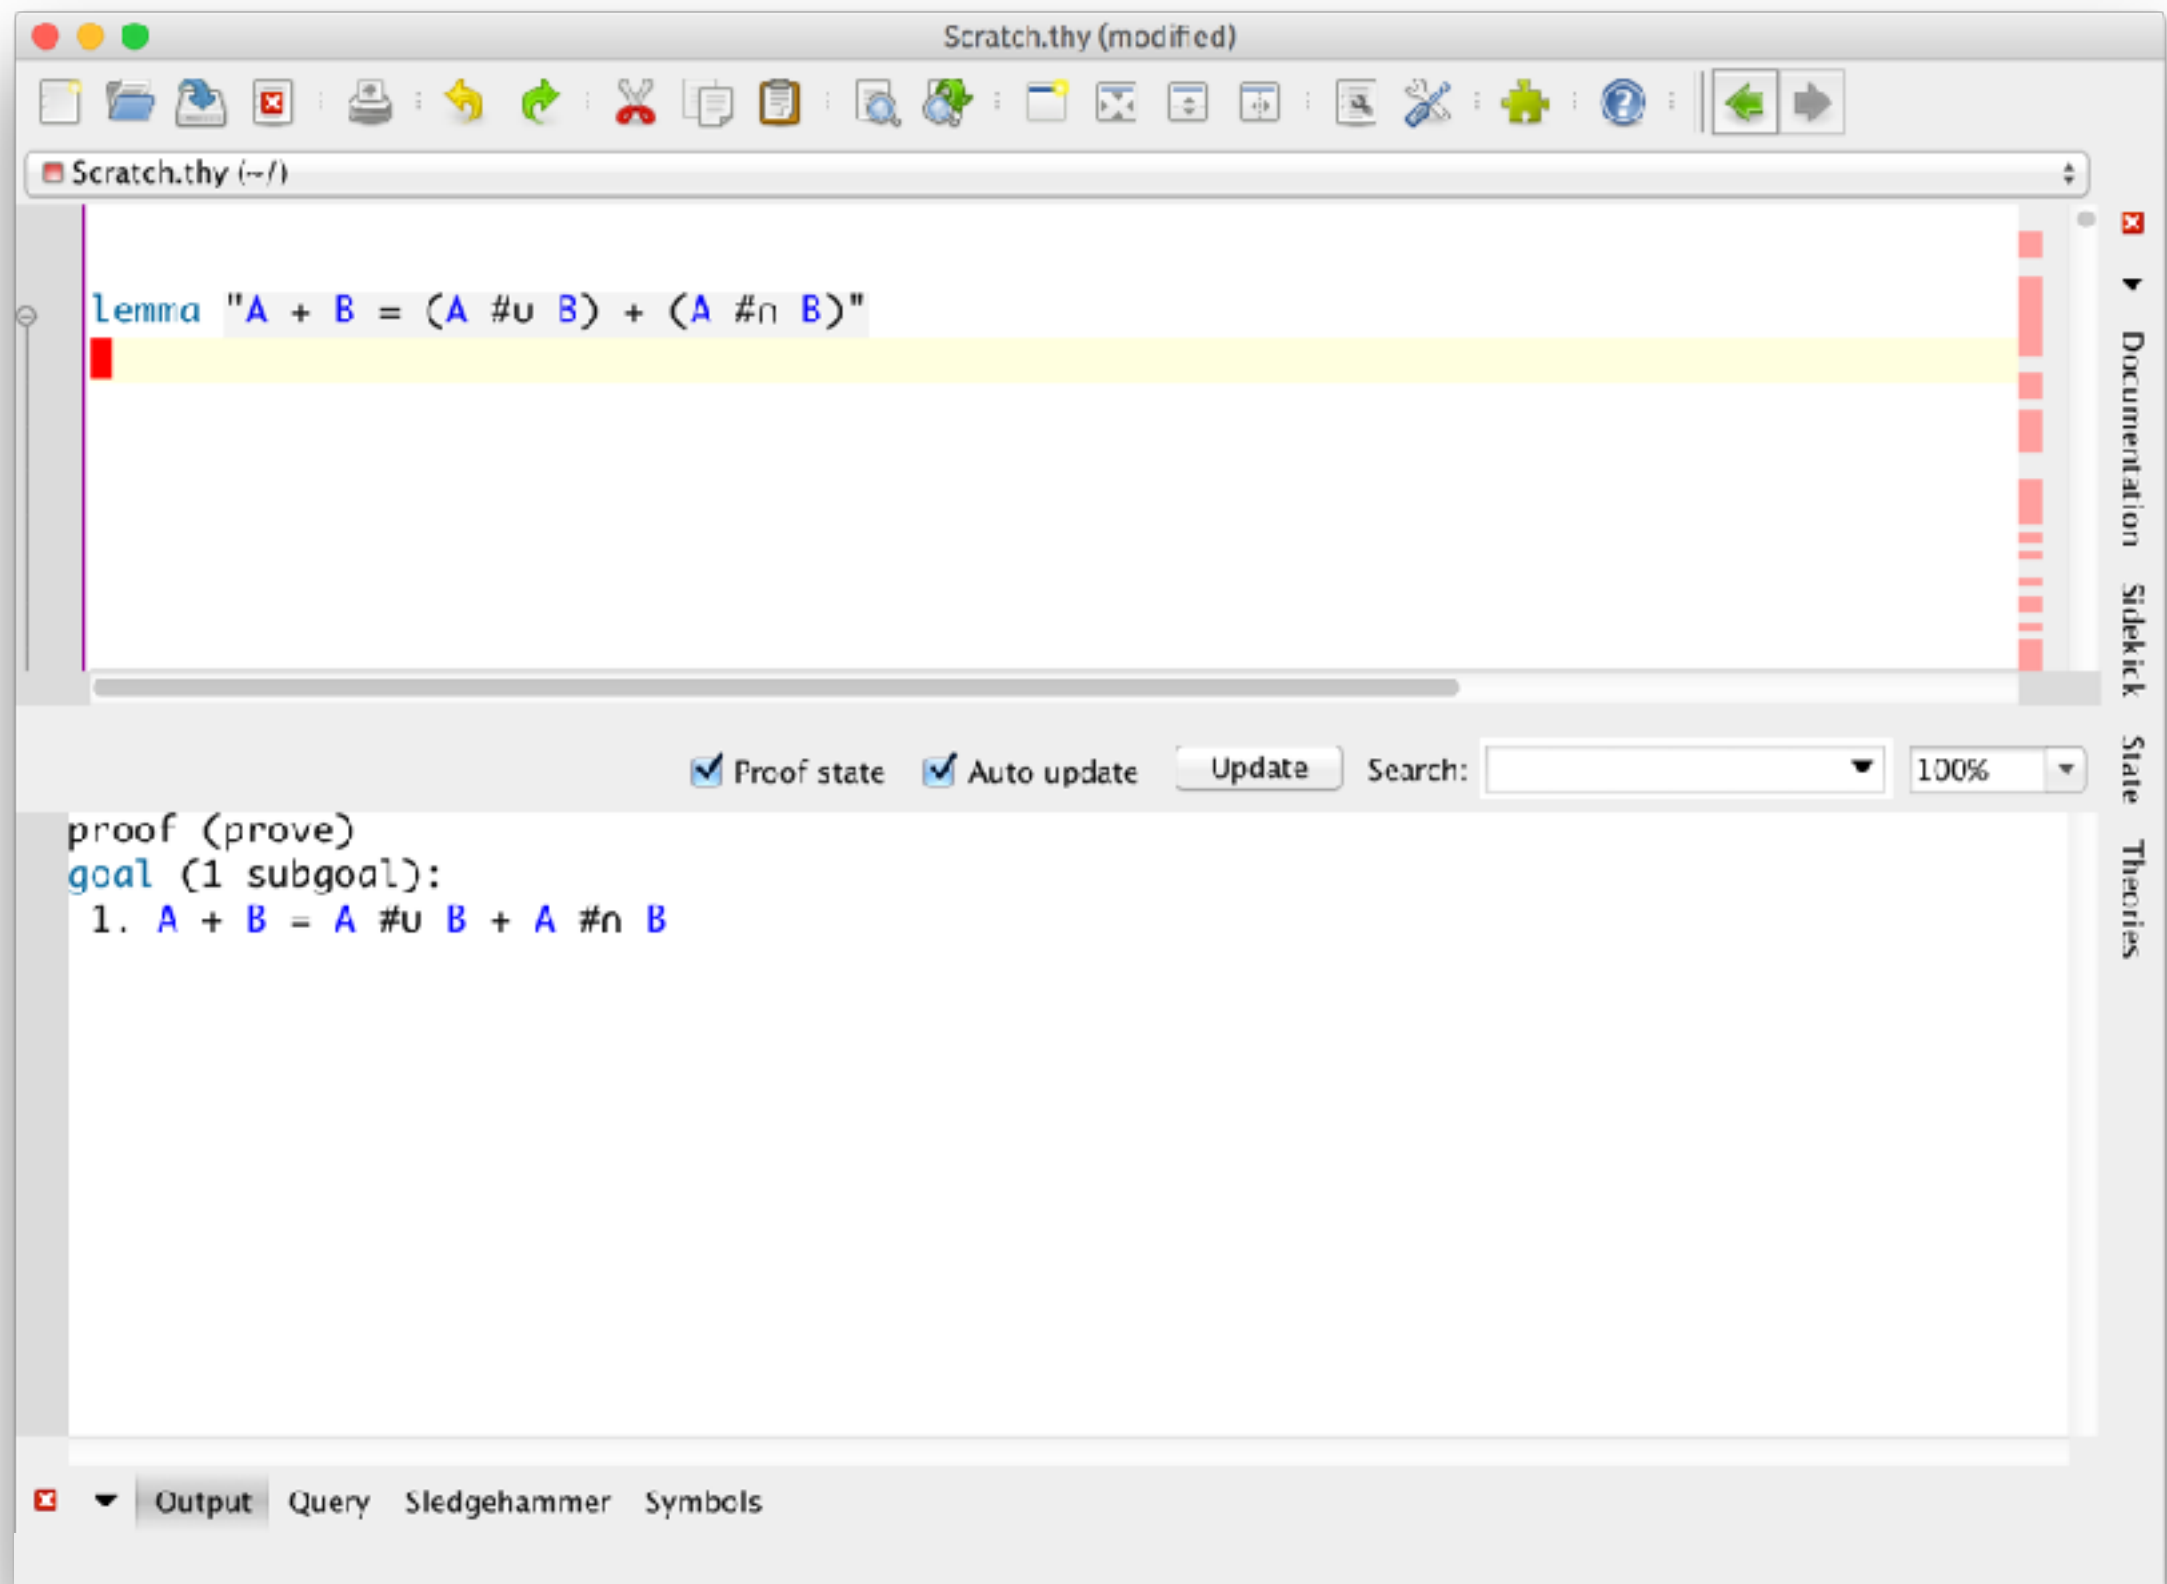 Scratch.thy (modified)
Scratch.thy (~/)
lemma "A + B = (A #∪ B) + (A #∩ B)"
Documentation
Sidekick
State
Theories
Proof state Auto update Update Search: 100%
proof (prove)
goal (1 subgoal):
1. A + B = A #∪ B + A #∩ B
Output Query Sledgehammer Symbols